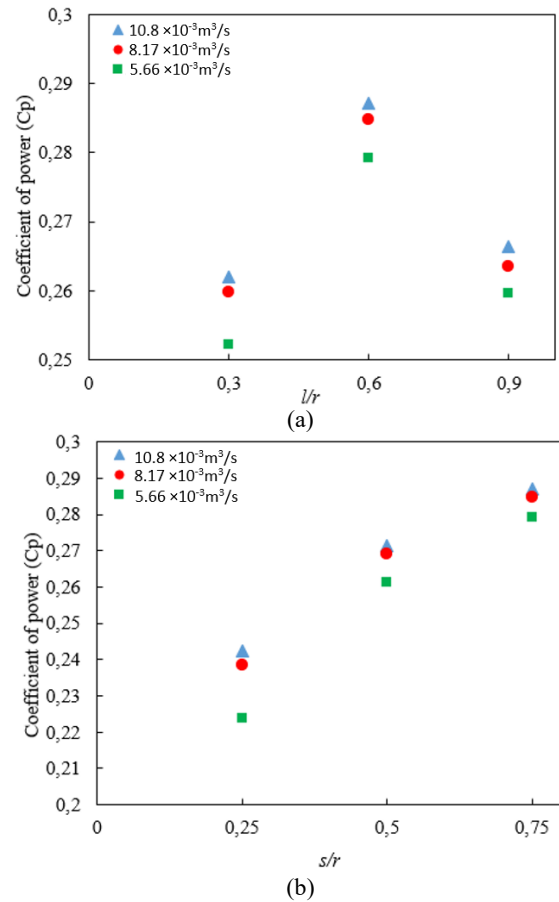 0,3
10.8 ×10⁻³m³/s
8.17 ×10⁻³m³/s
5.66 ×10⁻³m³/s
0,29
0,28
0,27
0,26
0,25
Coefficient of power (Cp)
0 0,3 0,6 0,9
l/r
(a)
0,3
10.8 ×10⁻³m³/s
8.17 ×10⁻³m³/s
5.66 ×10⁻³m³/s
0,29
0,28
0,27
0,26
0,25
0,24
0,23
0,22
0,21
0,2
Coefficient of power (Cp)
0 0,25 0,5 0,75
s/r
(b)